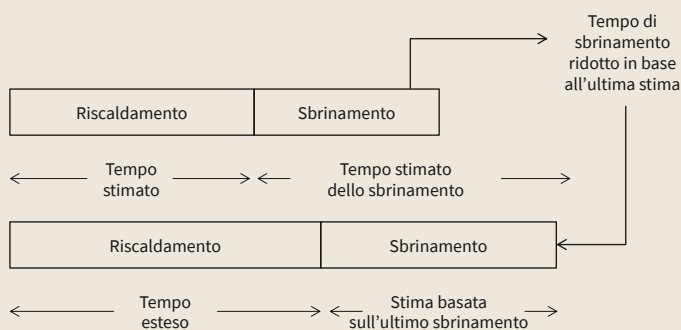 Tempo di
sbrinamento
ridotto in base
all’ultima stima
Riscaldamento
Sbrinamento
Tempo
stimato
Tempo stimato
dello sbrinamento
Riscaldamento
Sbrinamento
Tempo
esteso
Stima basata
sull’ultimo sbrinamento